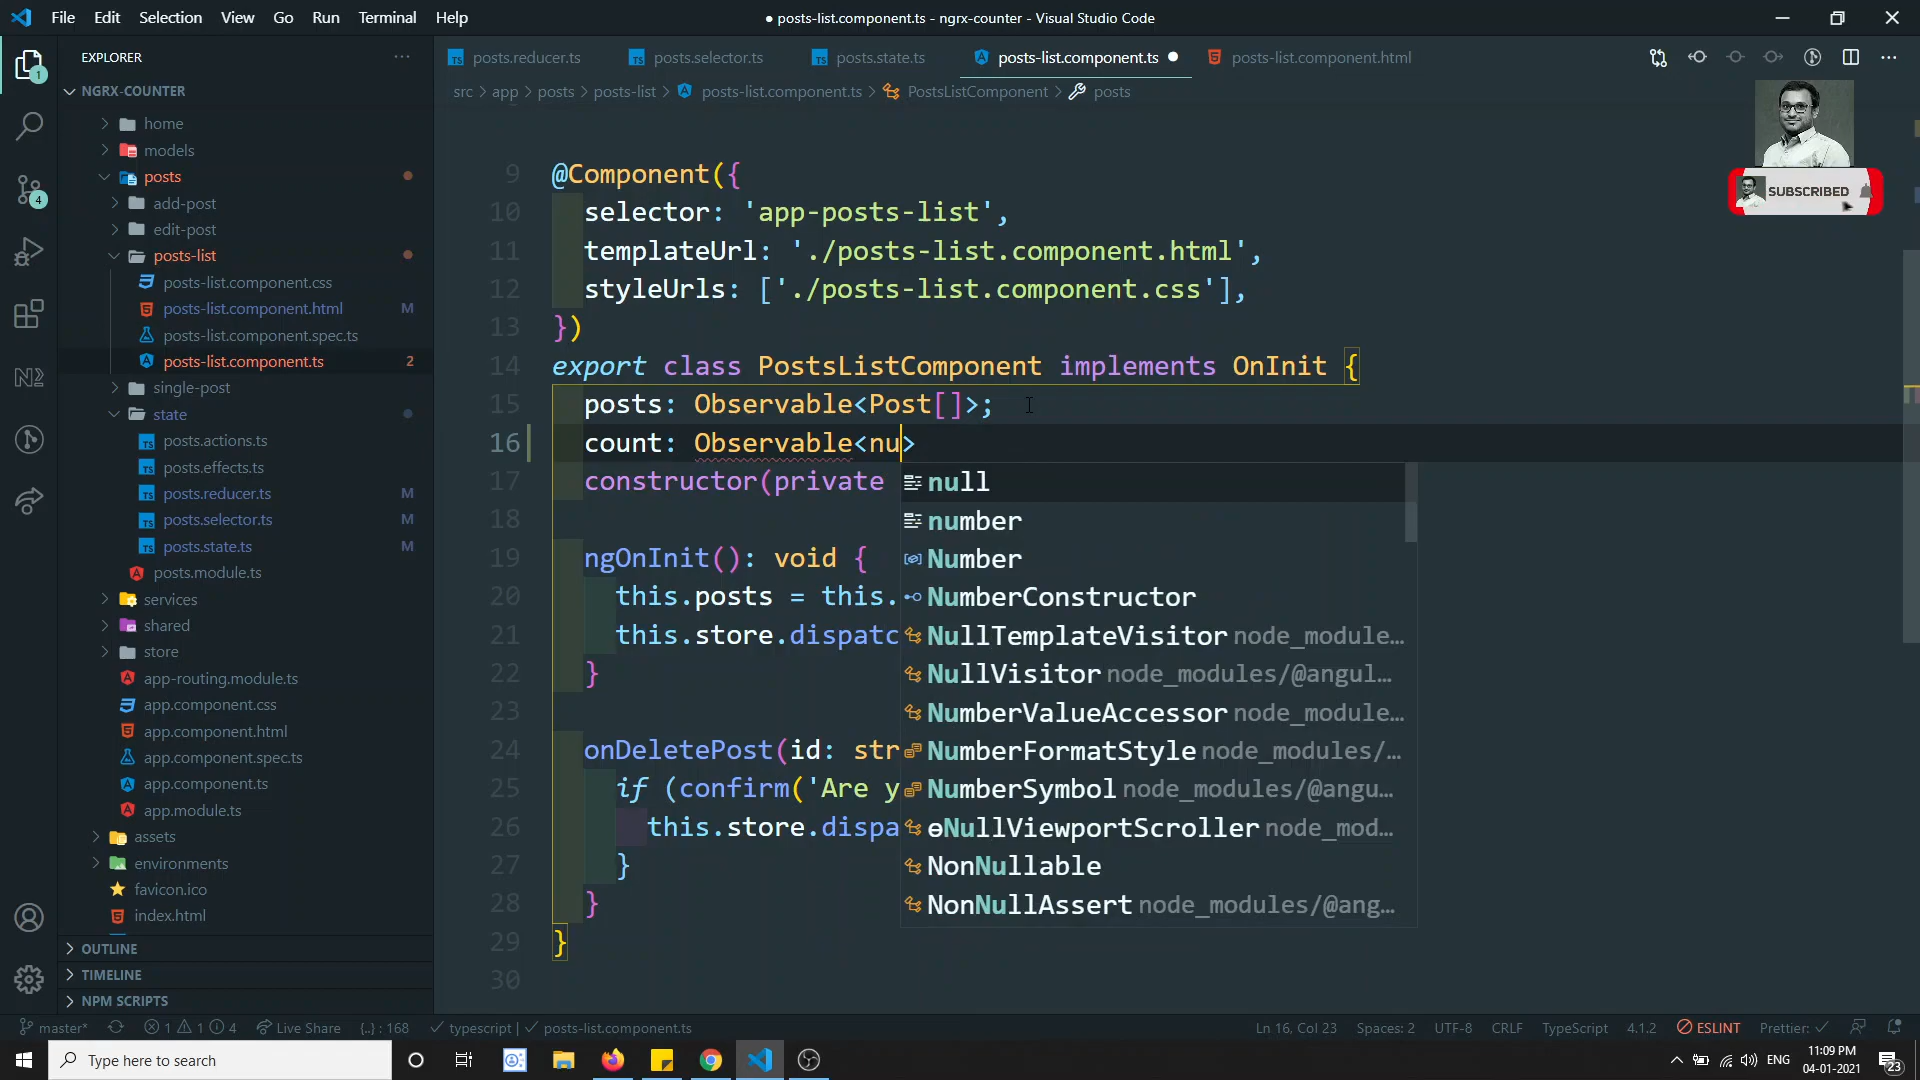 File Edit Selection View Go Run Terminal Help
● posts-list.component.ts - ngrx-counter - Visual Studio Code
EXPLORER
posts.reducer.ts posts.selector.ts posts.state.ts posts-list.component.ts posts-list.component.html
NGRX-COUNTER
src > app > posts > posts-list > posts-list.component.ts > PostsListComponent > posts
home
models
posts
add-post
edit-post
posts-list
posts-list.component.css
posts-list.component.html M
posts-list.component.spec.ts
posts-list.component.ts 2
single-post
state
posts.actions.ts
posts.effects.ts
posts.reducer.ts M
posts.selector.ts M
posts.state.ts M
posts.module.ts
services
shared
store
app-routing.module.ts
app.component.css
app.component.html
app.component.spec.ts
app.component.ts
app.module.ts
assets
environments
favicon.ico
index.html
OUTLINE
TIMELINE
NPM SCRIPTS
1
4
SUBSCRIBED
9 @Component({
10 selector: 'app-posts-list',
11 templateUrl: './posts-list.component.html',
12 styleUrls: ['./posts-list.component.css'],
13 })
14 export class PostsListComponent implements OnInit {
15 posts: Observable<Post[]>;
16 count: Observable<nu>
17 constructor(private
18
19 ngOnInit(): void {
20 this.posts = this.
21 this.store.dispatc
22 }
23
24 onDeletePost(id: str
25 if (confirm('Are y
26 this.store.dispa
27 }
28 }
29 }
30
null
number
Number
NumberConstructor
NullTemplateVisitor node_module...
NullVisitor node_modules/@angul...
NumberValueAccessor node_module...
NumberFormatStyle node_modules/...
NumberSymbol node_modules/@angu...
ɵNullViewportScroller node_mod...
NonNullable
NonNullAssert node_modules/@ang...
master* 1 1 4 Live Share {..} : 168 typescript | posts-list.component.ts
Ln 16, Col 23 Spaces: 2 UTF-8 CRLF TypeScript 4.1.2 ESLINT Prettier: ✓
Type here to search
ENG
11:09 PM
04-01-2021
23